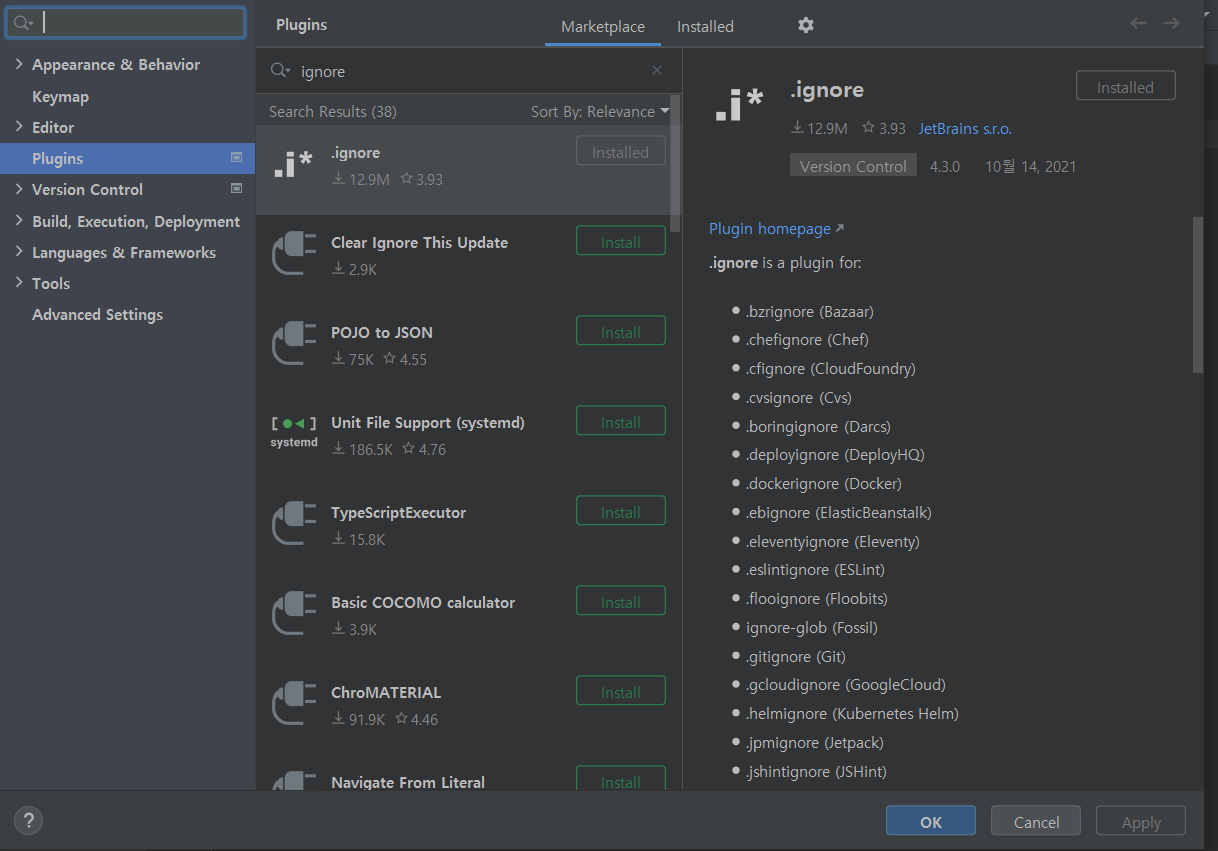 Appearance & Behavior
Keymap
Editor
Plugins
Version Control
Build, Execution, Deployment
Languages & Frameworks
Tools
Advanced Settings
Plugins
Marketplace
Installed
ignore
Search Results (38)
Sort By: Relevance
.ignore
12.9M
3.93
Installed
Clear Ignore This Update
2.9K
Install
POJO to JSON
75K
4.55
Install
Unit File Support (systemd)
systemd
186.5K
4.76
Install
TypeScriptExecutor
15.8K
Install
Basic COCOMO calculator
3.9K
Install
ChroMATERIAL
91.9K
4.46
Install
Navigate From Literal
Install
.i*
.ignore
Installed
12.9M
3.93
JetBrains s.r.o.
Version Control
4.3.0
10월 14, 2021
Plugin homepage
.ignore is a plugin for:
.bzrignore (Bazaar)
.chefignore (Chef)
.cfignore (CloudFoundry)
.cvsignore (Cvs)
.boringignore (Darcs)
.deployignore (DeployHQ)
.dockerignore (Docker)
.ebignore (ElasticBeanstalk)
.eleventyignore (Eleventy)
.eslintignore (ESLint)
.flooignore (Floobits)
ignore-glob (Fossil)
.gitignore (Git)
.gcloudignore (GoogleCloud)
.helmignore (Kubernetes Helm)
.jpmignore (Jetpack)
.jshintignore (JSHint)
?
OK
Cancel
Apply